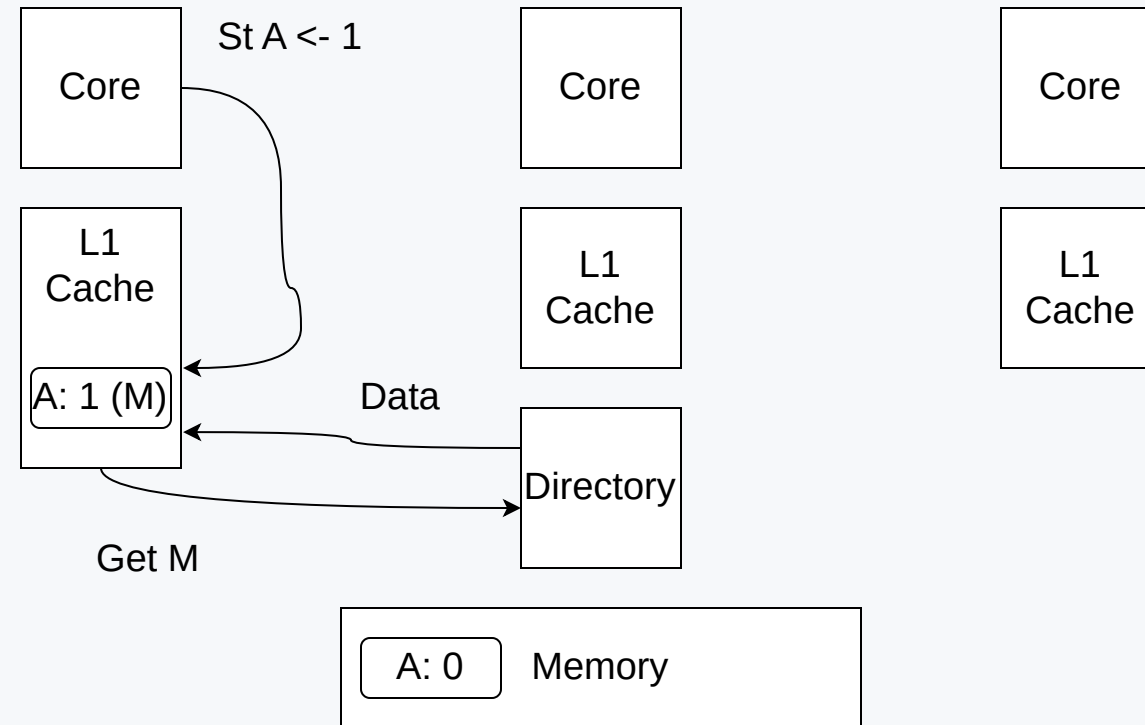 St A <- 1
Core
Core
Core
L1
Cache
L1
Cache
L1
Cache
A: 1 (M)
Data
Directory
Get M
A: 0
Memory